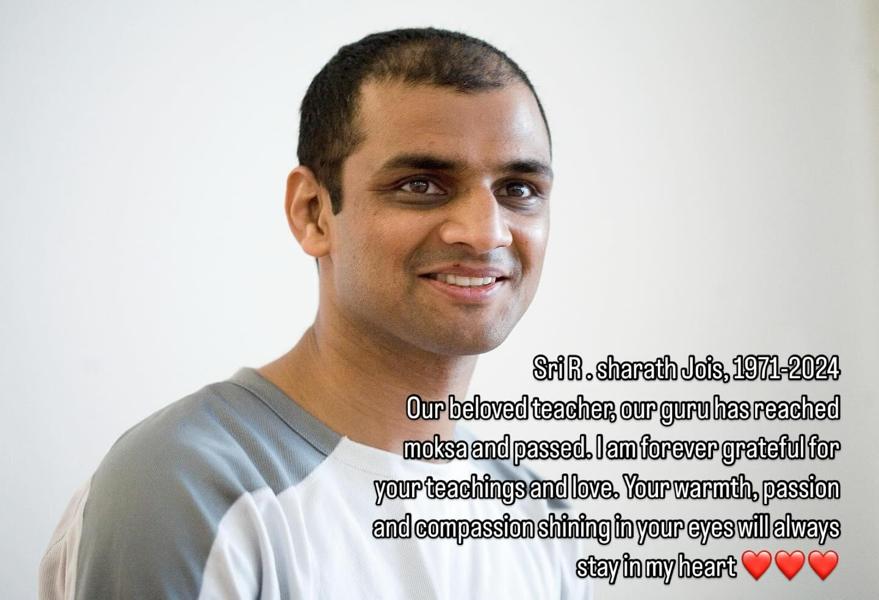 Sri R . sharath Jois, 1971-2024
Our beloved teacher, our guru has reached
moksa and passed. I am forever grateful for
your teachings and love. Your warmth, passion
and compassion shining in your eyes will always
stay in my heart ❤️❤️❤️